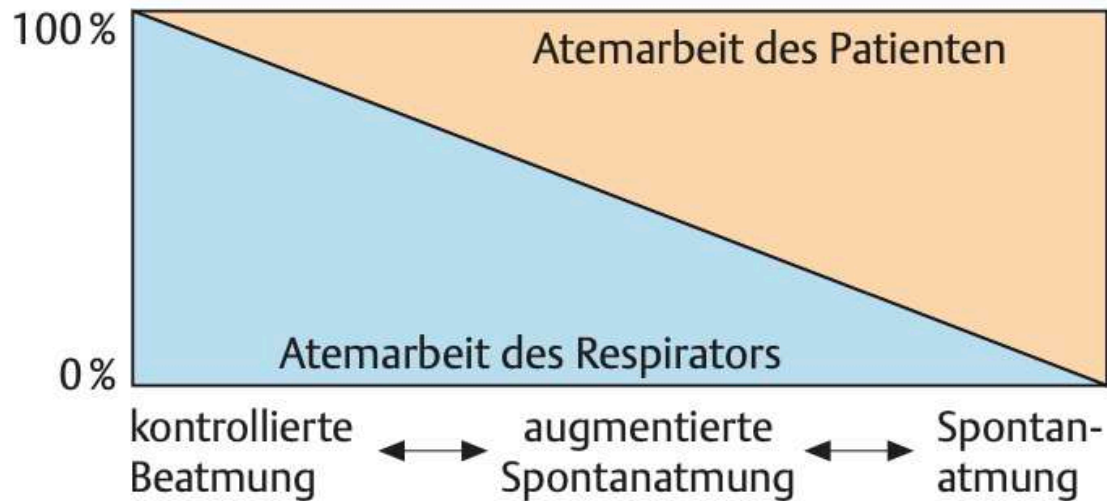 100 %
Atemarbeit des Patienten
Atemarbeit des Respirators
0 %
kontrollierte
Beatmung
augmentierte
Spontanatmung
Spontan-
atmung